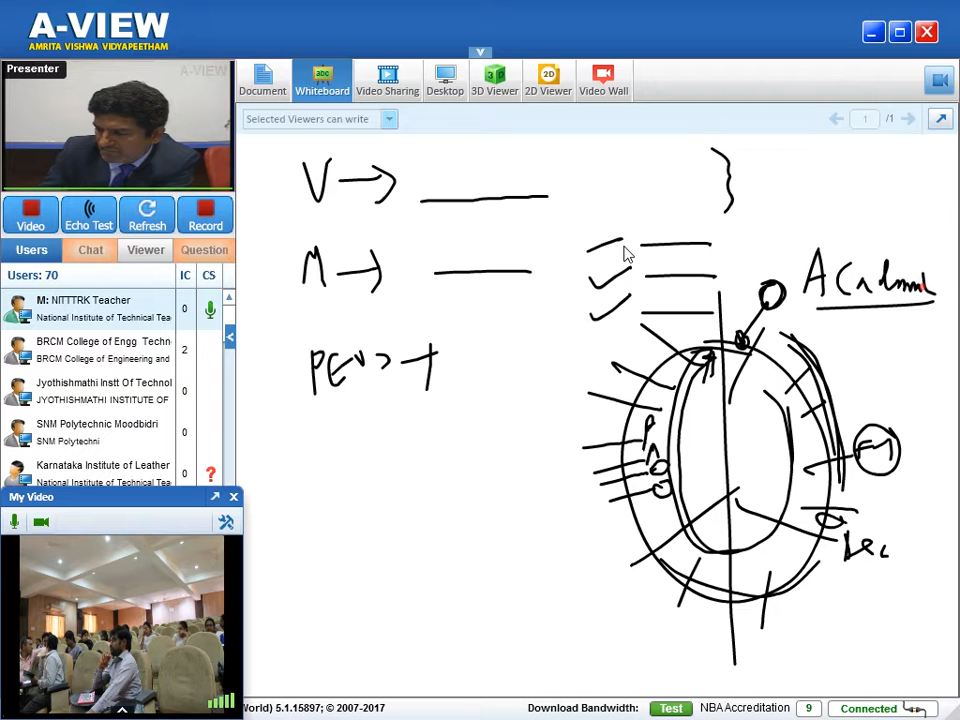 A-VIEW
AMRITA VISHWA VIDYAPEETHAM
Presenter
A-VIEW
Document
abc
Whiteboard
Video Sharing
Desktop
3D
3D Viewer
2D
2D Viewer
Video Wall
Selected Viewers can write
1 /1
Video
Echo Test
Refresh
Record
Users
Chat
Viewer
Question
Users: 70
IC
CS
M: NITTTRK Teacher
National Institute of Technical Teac
0
BRCM College of Engg Techn
BRCM College of Engineering and
2
Jyothishmathi Instt Of Technol
JYOTHISHMATHI INSTITUTE OF
0
SNM Polytechnic Moodbidri
SNM Polytechni
0
Karnataka Institute of Leather
National Institute of Technical Tea
0
?
My Video
V →
M →
World) 5.1.15897; © 2007-2017
Download Bandwidth:
Test
NBA Accreditation
9
Connected